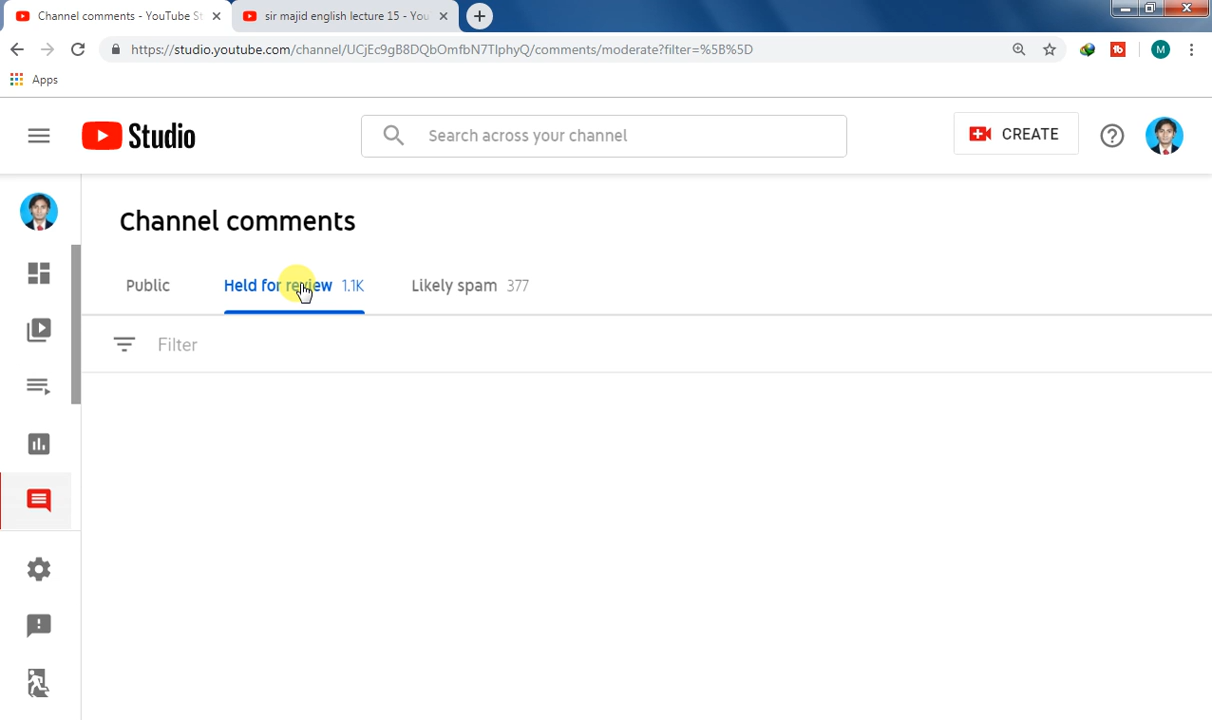 Channel comments - YouTube St
sir majid english lecture 15 - You
https://studio.youtube.com/channel/UCjEc9gB8DQbOmfbN7TlphyQ/comments/moderate?filter=%5B%5D
M
Apps
Studio
Search across your channel
CREATE
Channel comments
Public
Held for review 1.1K
Likely spam 377
Filter